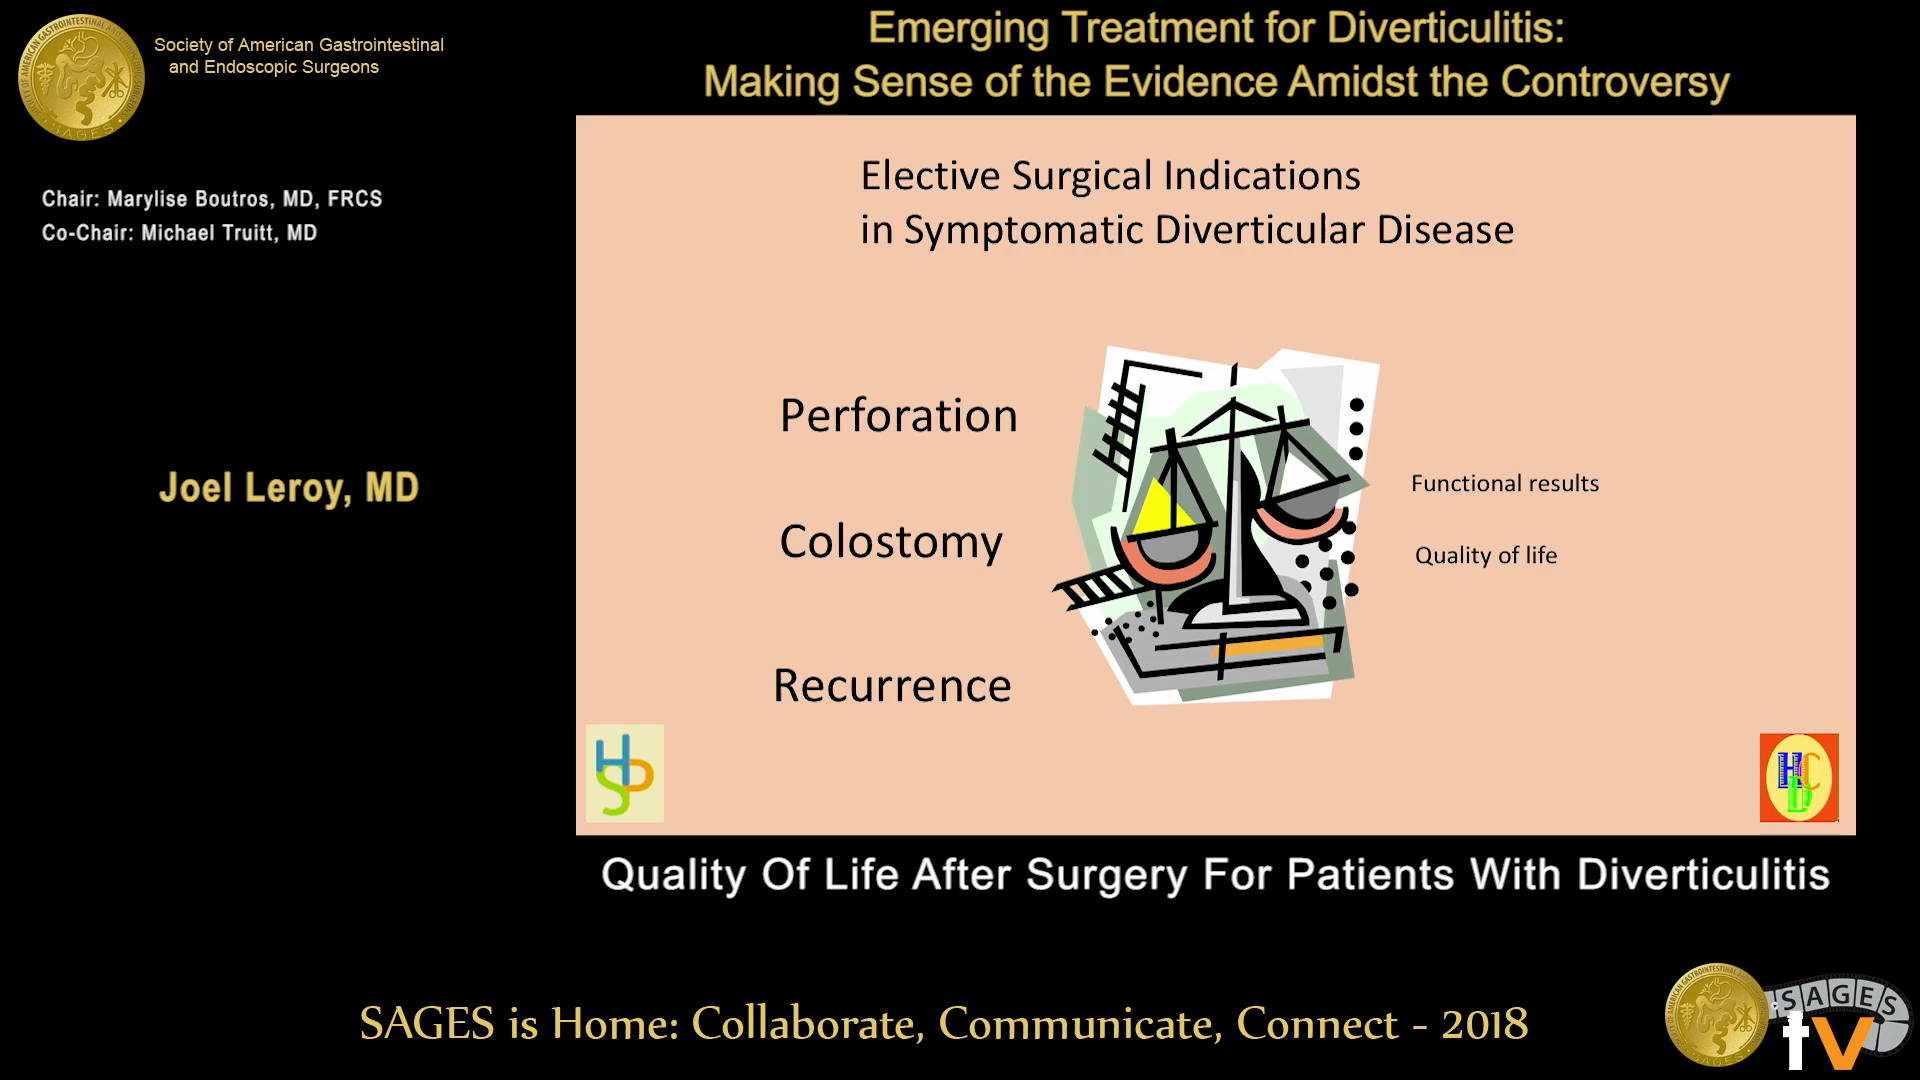 Society of American Gastrointestinal
and Endoscopic Surgeons
Emerging Treatment for Diverticulitis:
Making Sense of the Evidence Amidst the Controversy
Chair: Marylise Boutros, MD, FRCS
Co-Chair: Michael Truitt, MD
Joel Leroy, MD
Elective Surgical Indications
in Symptomatic Diverticular Disease
Perforation
Colostomy
Recurrence
Functional results
Quality of life
HSD
HCD
Quality Of Life After Surgery For Patients With Diverticulitis
SAGES is Home: Collaborate, Communicate, Connect - 2018
SAGES
tv